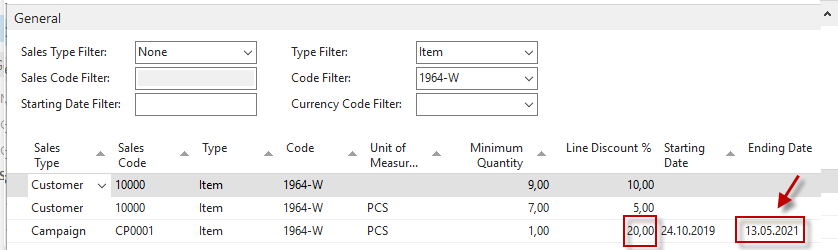 General
Sales Type Filter: None Type Filter: Item
Sales Code Filter: Code Filter: 1964-W
Starting Date Filter: Currency Code Filter:
Sales Type Sales Code Type Code Unit of Measur... Minimum Quantity Line Discount % Starting Date Ending Date
Customer 10000 Item 1964-W 9,00 10,00
Customer 10000 Item 1964-W PCS 7,00 5,00
Campaign CP0001 Item 1964-W PCS 1,00 20,00 24.10.2019 13.05.2021